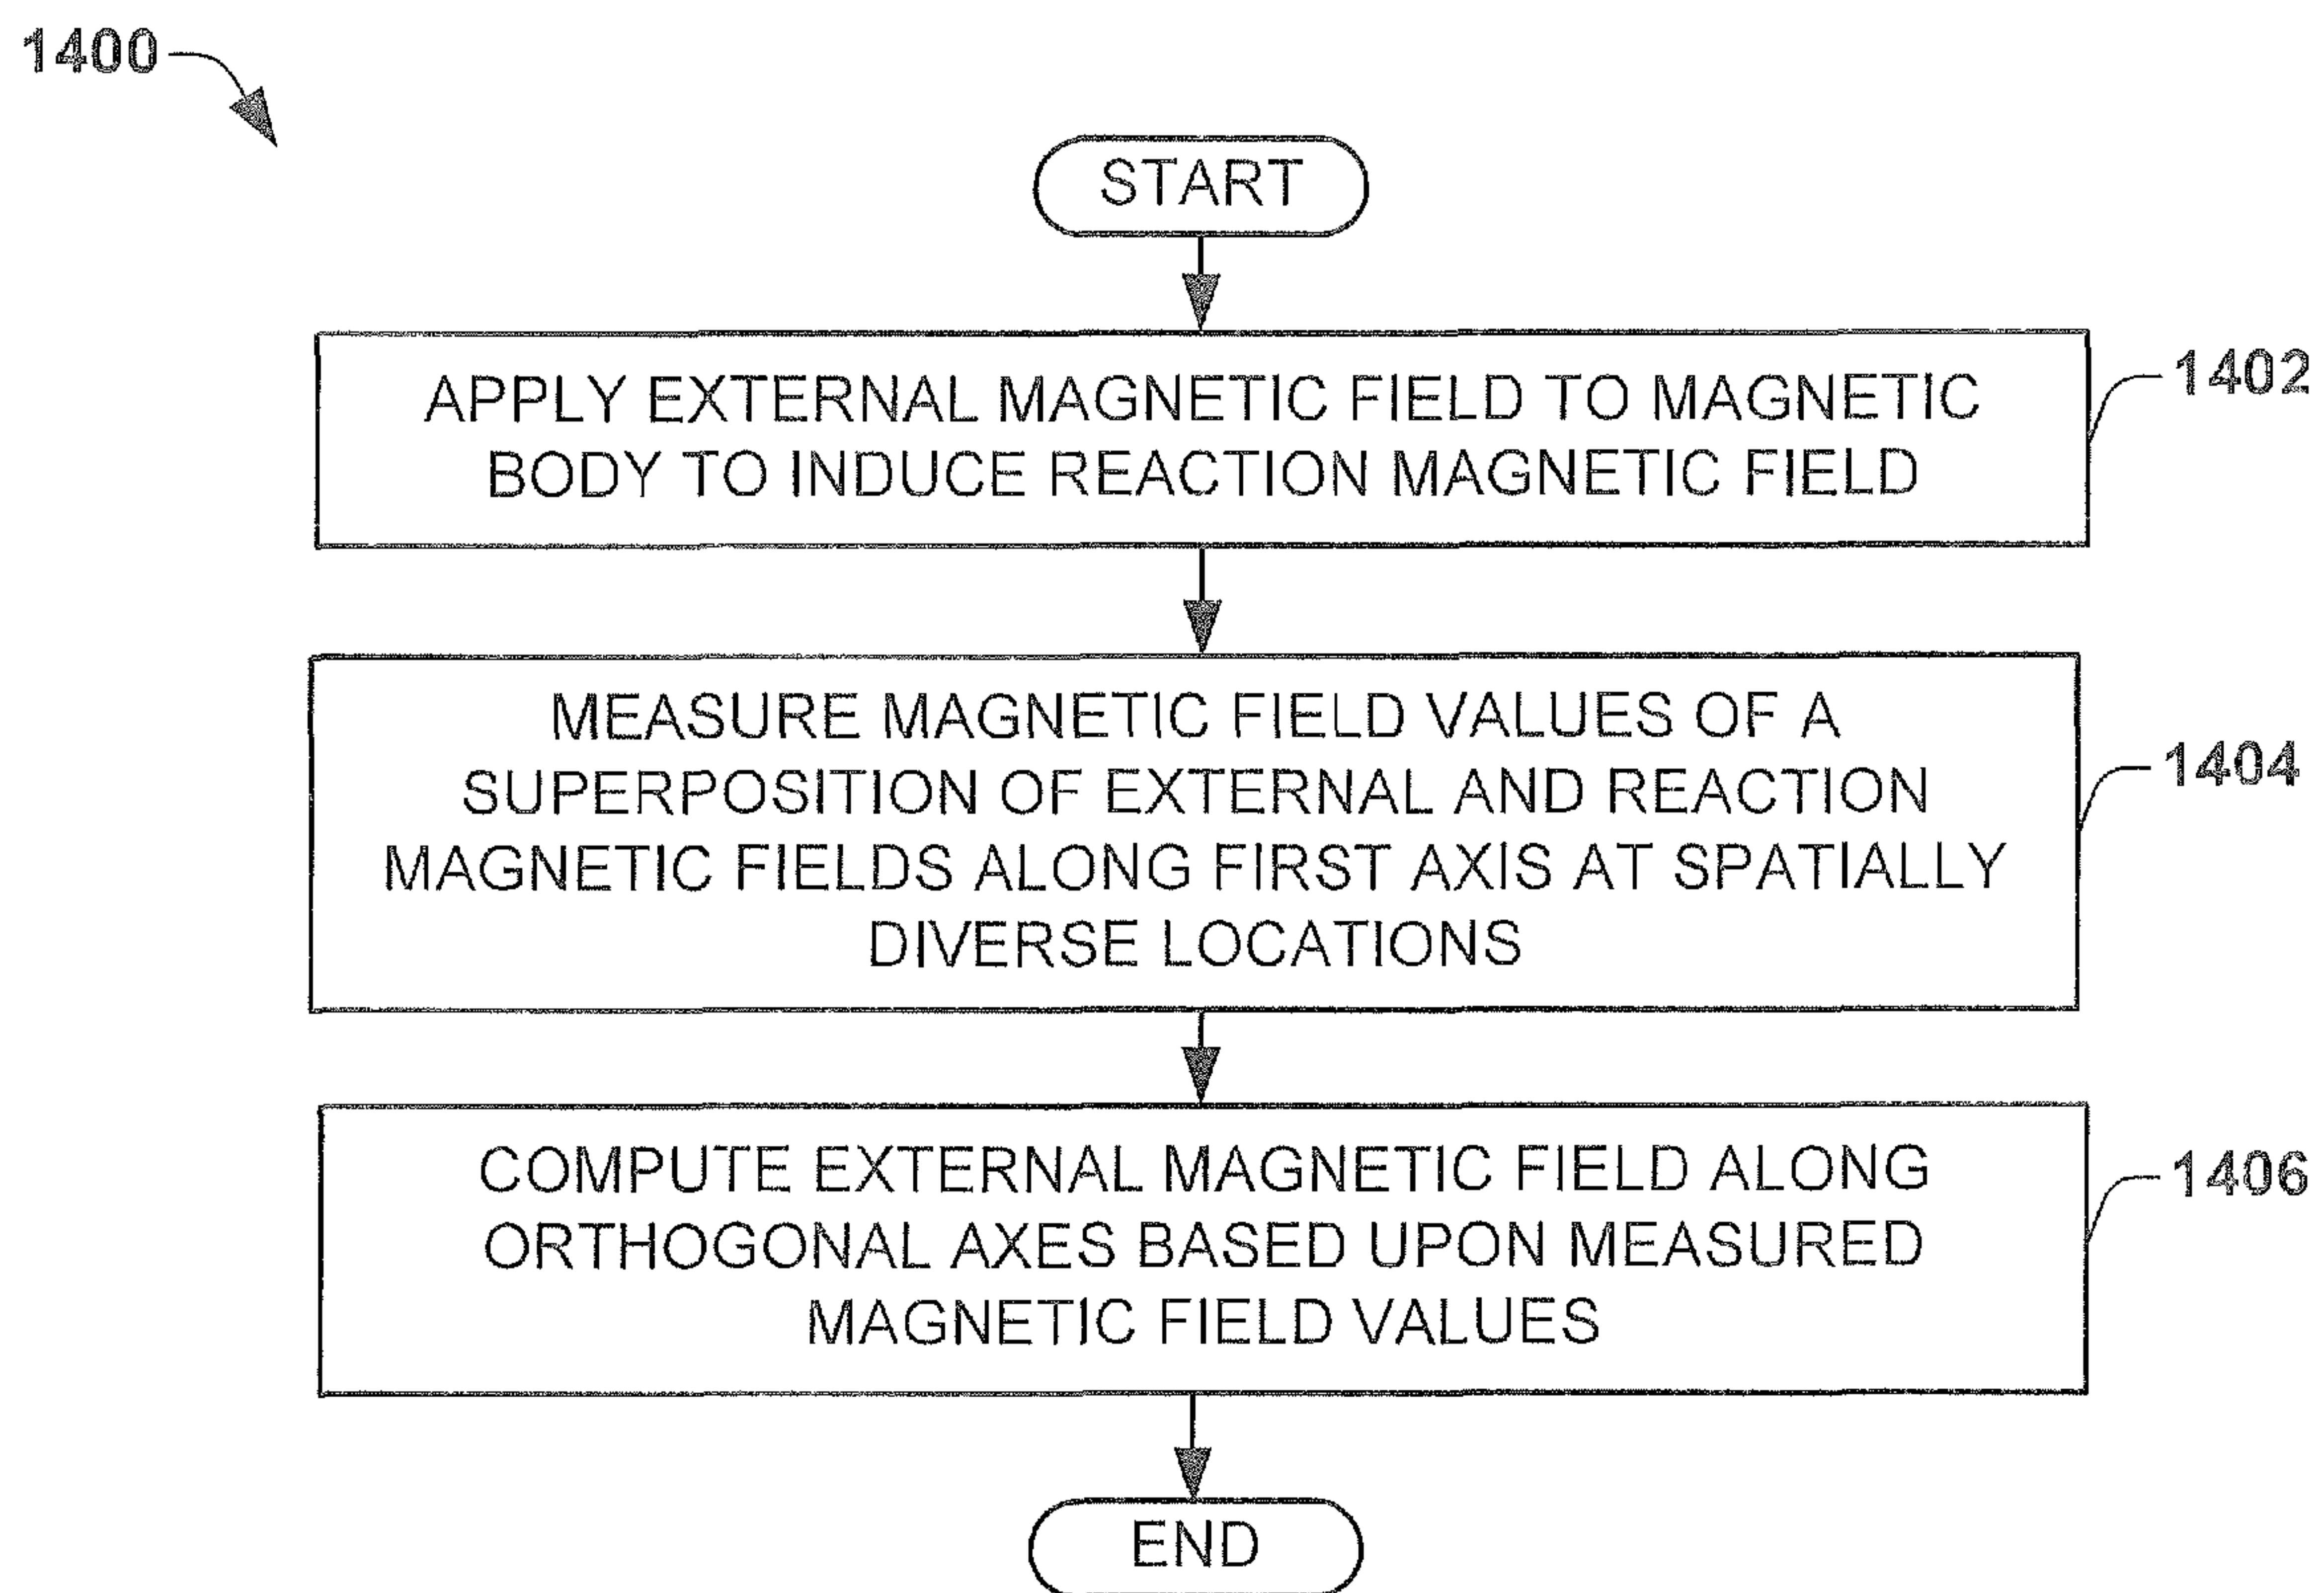 1400
START
APPLY EXTERNAL MAGNETIC FIELD TO MAGNETIC
BODY TO INDUCE REACTION MAGNETIC FIELD
1402
MEASURE MAGNETIC FIELD VALUES OF A
SUPERPOSITION OF EXTERNAL AND REACTION
MAGNETIC FIELDS ALONG FIRST AXIS AT SPATIALLY
DIVERSE LOCATIONS
1404
COMPUTE EXTERNAL MAGNETIC FIELD ALONG
ORTHOGONAL AXES BASED UPON MEASURED
MAGNETIC FIELD VALUES
1406
END